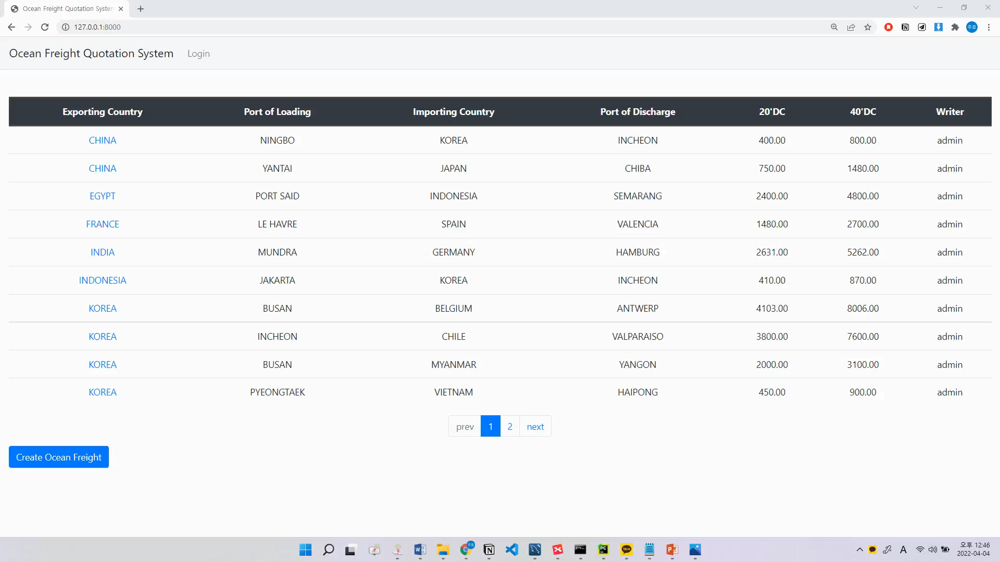 Ocean Freight Quotation System
127.0.0.1:8000
주호
Ocean Freight Quotation System Login
Exporting Country Port of Loading Importing Country Port of Discharge 20'DC 40'DC Writer
CHINA NINGBO KOREA INCHEON 400.00 800.00 admin
CHINA YANTAI JAPAN CHIBA 750.00 1480.00 admin
EGYPT PORT SAID INDONESIA SEMARANG 2400.00 4800.00 admin
FRANCE LE HAVRE SPAIN VALENCIA 1480.00 2700.00 admin
INDIA MUNDRA GERMANY HAMBURG 2631.00 5262.00 admin
INDONESIA JAKARTA KOREA INCHEON 410.00 870.00 admin
KOREA BUSAN BELGIUM ANTWERP 4103.00 8006.00 admin
KOREA INCHEON CHILE VALPARAISO 3800.00 7600.00 admin
KOREA BUSAN MYANMAR YANGON 2000.00 3100.00 admin
KOREA PYEONGTAEK VIETNAM HAIPONG 450.00 900.00 admin
prev 1 2 next
Create Ocean Freight
A
오후 12:46
2022-04-04